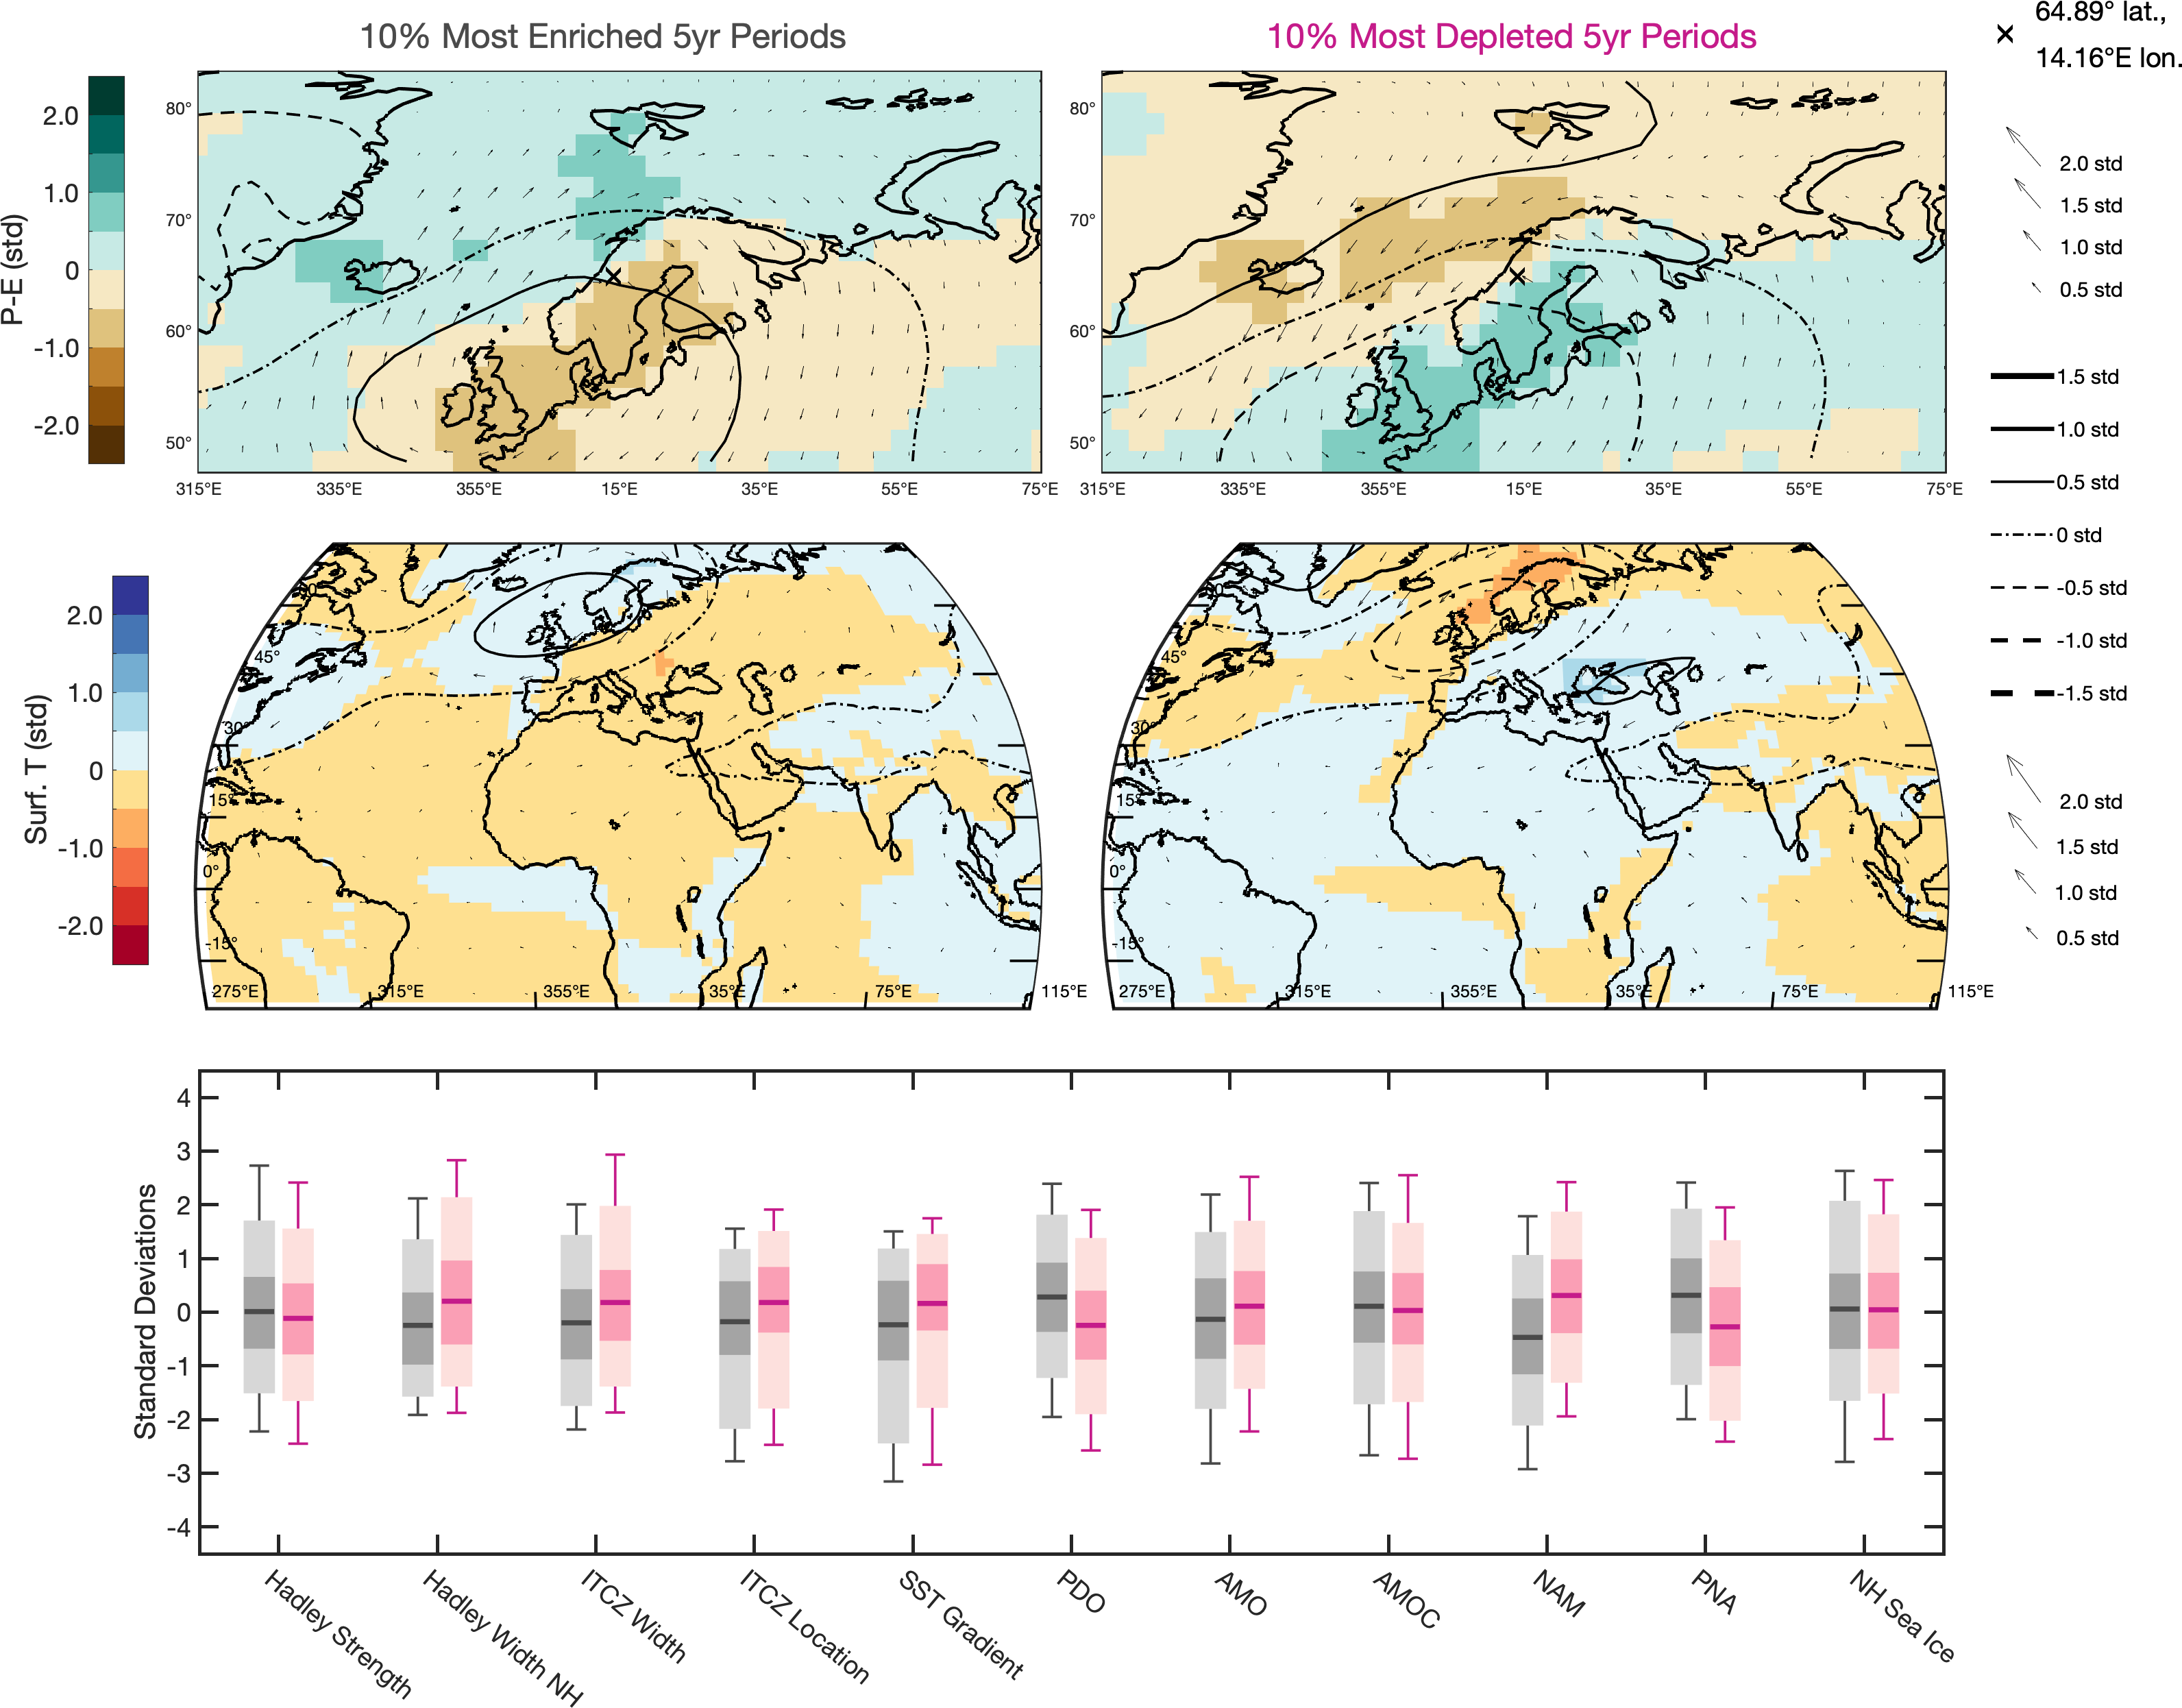 10% Most Enriched 5yr Periods
10% Most Depleted 5yr Periods
64.89° lat.,
14.16°E lon.
P-E (std)
2.0
1.0
0
-1.0
-2.0
80°
70°
60°
50°
315°E 335°E 355°E 15°E 35°E 55°E 75°E
80°
70°
60°
50°
315°E 335°E 355°E 15°E 35°E 55°E 75°E
2.0 std
1.5 std
1.0 std
0.5 std
1.5 std
1.0 std
0.5 std
0 std
-0.5 std
-1.0 std
-1.5 std
Surf. T (std)
2.0
1.0
0
-1.0
-2.0
45°
30°
15°
0°
-15°
275°E 315°E 355°E 35°E 75°E 115°E
45°
30°
15°
0°
-15°
275°E 315°E 355°E 35°E 75°E 115°E
2.0 std
1.5 std
1.0 std
0.5 std
Standard Deviations
4
3
2
1
0
-1
-2
-3
-4
Hadley Strength
Hadley Width NH
ITCZ Width
ITCZ Location
SST Gradient
PDO
AMO
AMOC
NAM
PNA
NH Sea Ice